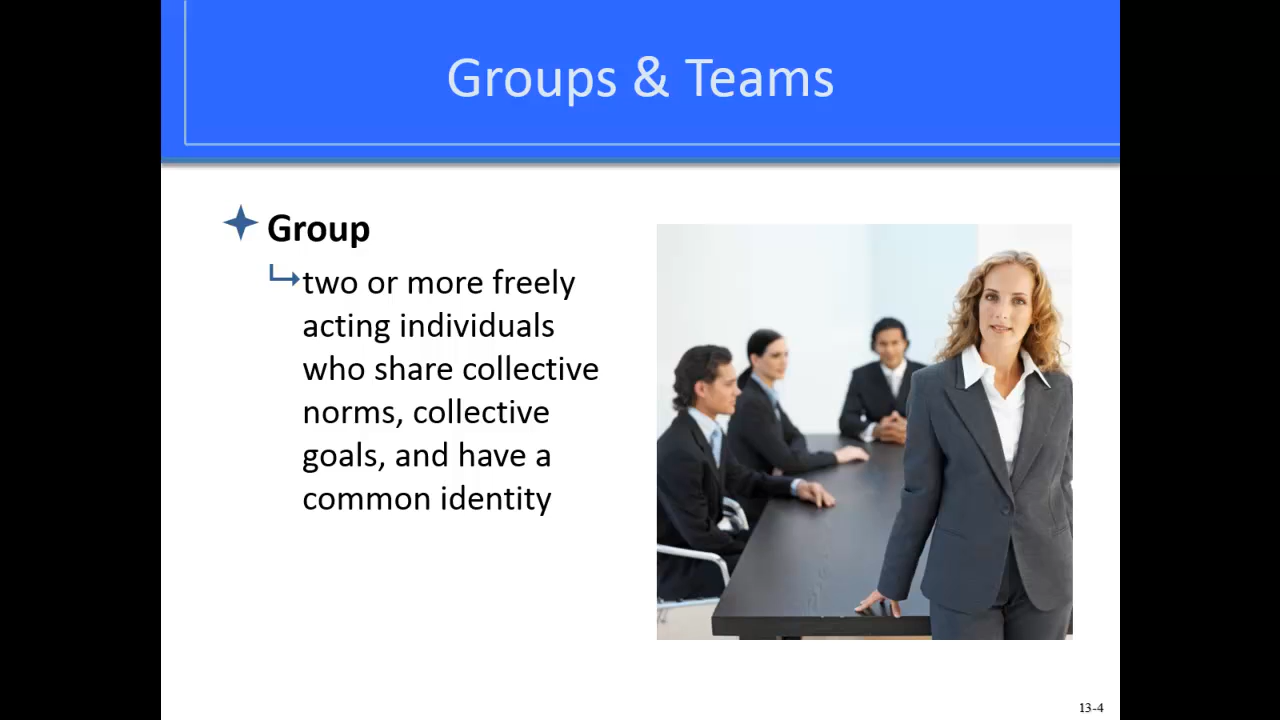 Groups & Teams
Group
two or more freely
acting individuals
who share collective
norms, collective
goals, and have a
common identity
13-4